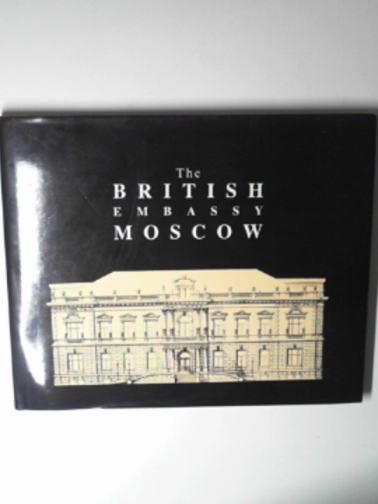 The
BRITISH
EMBASSY
MOSCOW